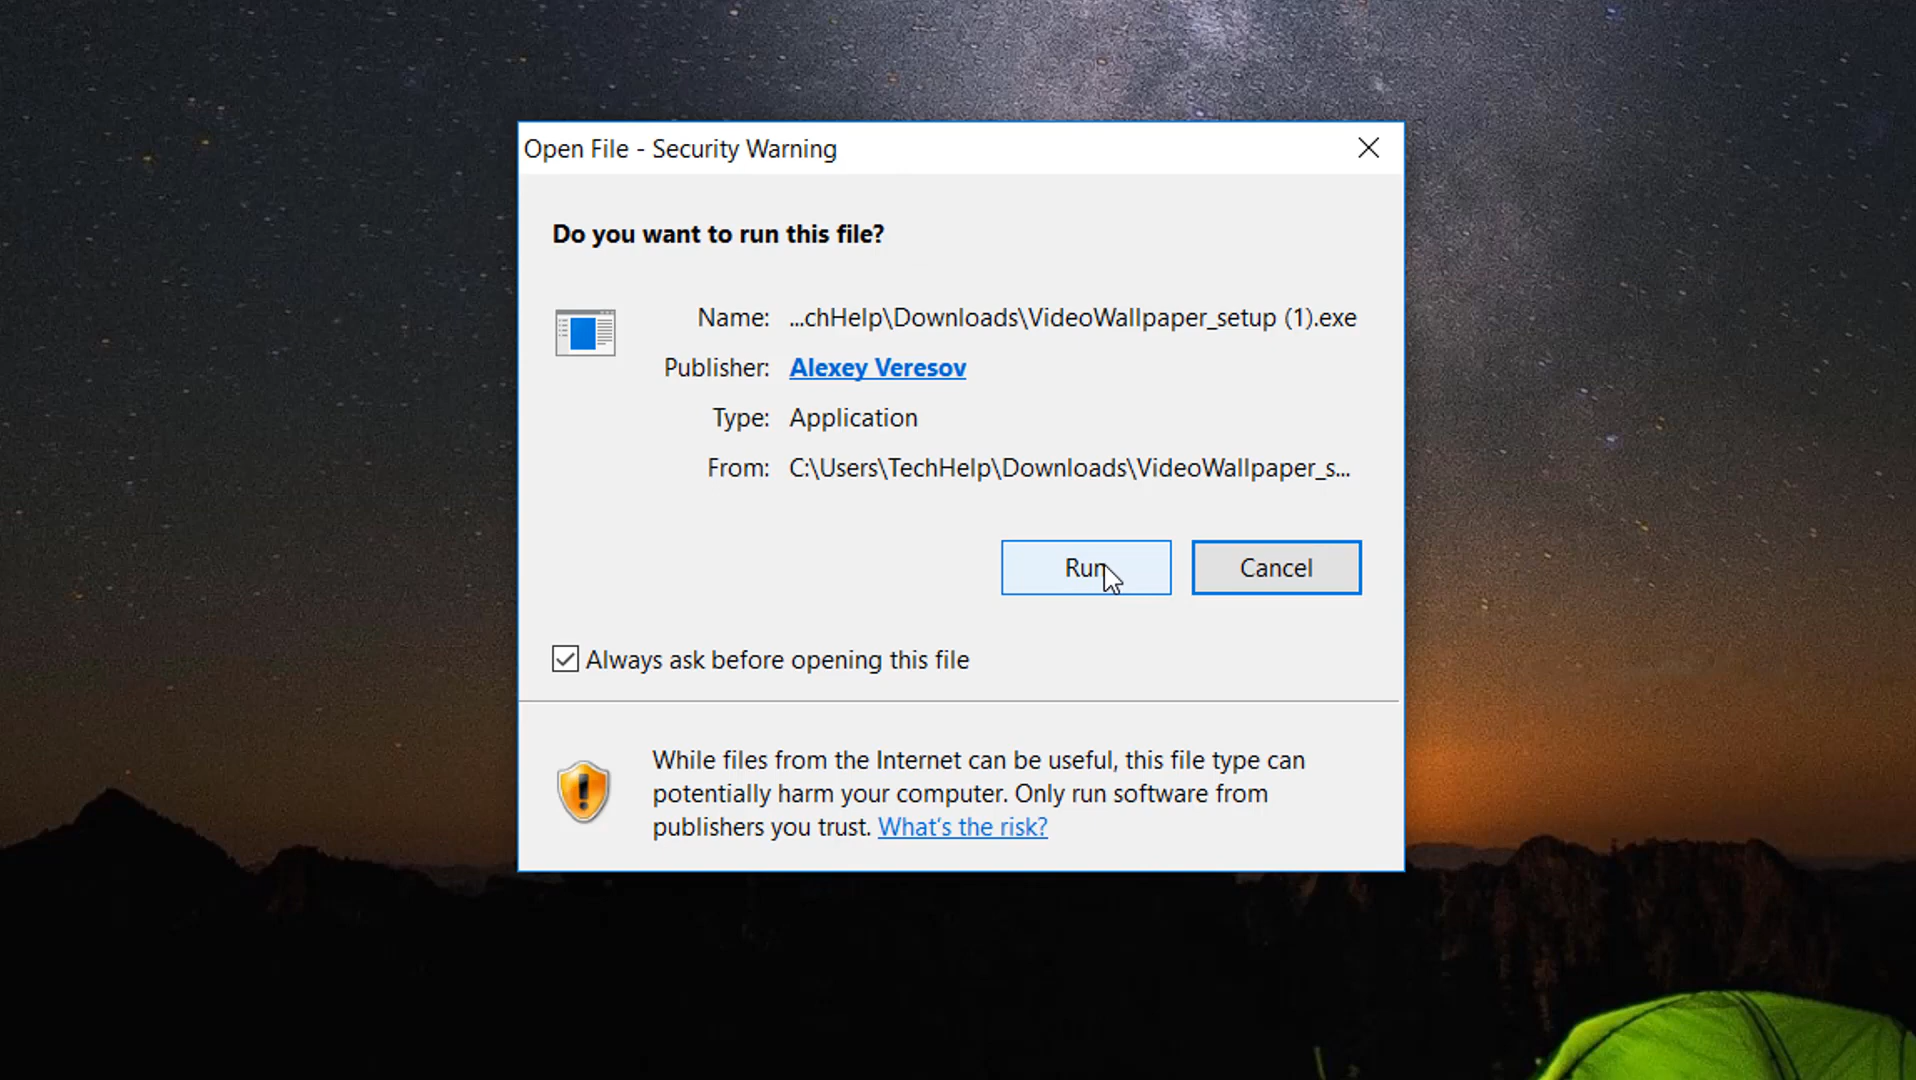 Open File - Security Warning
Do you want to run this file?
Name: ...chHelp\Downloads\VideoWallpaper_setup (1).exe
Publisher: Alexey Veresov
Type: Application
From: C:\Users\TechHelp\Downloads\VideoWallpaper_s...
Run Cancel
Always ask before opening this file
While files from the Internet can be useful, this file type can
potentially harm your computer. Only run software from
publishers you trust. What's the risk?